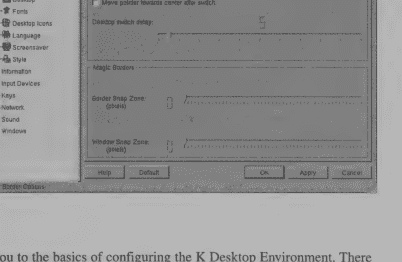 Desktop
Fonts
Desktop Icons
Language
Screensaver
Style
Information
Input Devices
Keys
Network
Sound
Windows
Move pointer towards center after switch
Desktop switch delay:
5
Magic Borders
Border Snap Zone:
(pixels)
0
Window Snap Zone:
(pixels)
0
Help
Default
OK
Apply
Cancel
Border Options
ou to the basics of configuring the K Desktop Environment. There